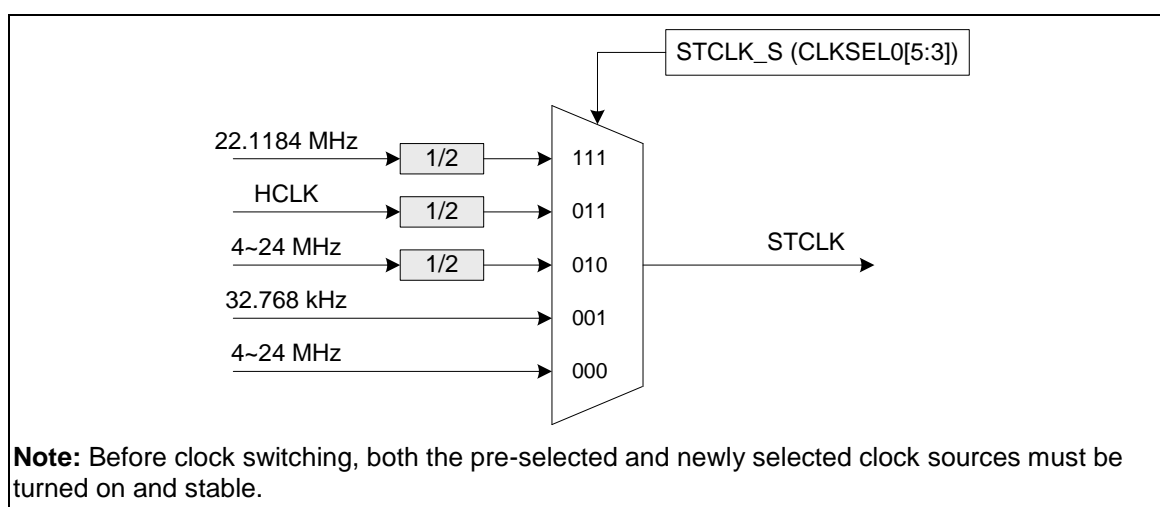 STCLK_S (CLKSEL0[5:3])
22.1184 MHz
1/2
111
HCLK
1/2
011
4~24 MHz
1/2
010
STCLK
32.768 kHz
001
4~24 MHz
000
Note: Before clock switching, both the pre-selected and newly selected clock sources must be
turned on and stable.